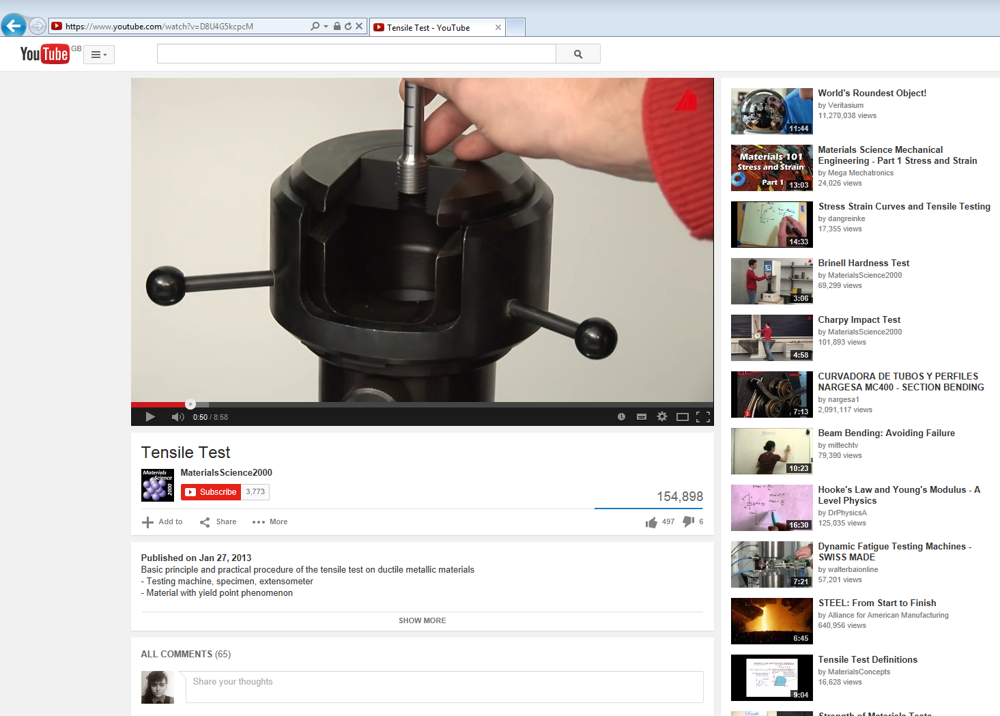 https://www.youtube.com/watch?v=D8U4G5kcpcM
Tensile Test - YouTube
YouTube GB
0:50 / 8:58
Tensile Test
Materials Science 2000
MaterialsScience2000
Subscribe 3,773
154,898
Add to Share More 497 6
Published on Jan 27, 2013
Basic principle and practical procedure of the tensile test on ductile metallic materials
- Testing machine, specimen, extensometer
- Material with yield point phenomenon
SHOW MORE
ALL COMMENTS (65)
Share your thoughts
11:44
World's Roundest Object!
by Veritasium
11,270,038 views
Materials 101
Stress and Strain
Part 1 13:03
Materials Science Mechanical
Engineering - Part 1 Stress and Strain
by Mega Mechatronics
24,026 views
14:33
Stress Strain Curves and Tensile Testing
by dangreinke
17,355 views
3:06
Brinell Hardness Test
by MaterialsScience2000
69,299 views
4:58
Charpy Impact Test
by MaterialsScience2000
101,893 views
7:13
CURVADORA DE TUBOS Y PERFILES
NARGESA MC400 - SECTION BENDING
by nargesa1
2,091,117 views
10:23
Beam Bending: Avoiding Failure
by mittechtv
79,390 views
16:30
Hooke's Law and Young's Modulus - A
Level Physics
by DrPhysicsA
125,035 views
7:21
Dynamic Fatigue Testing Machines -
SWISS MADE
by walterbaionline
57,201 views
6:45
STEEL: From Start to Finish
by Alliance for American Manufacturing
640,956 views
9:04
Tensile Test Definitions
by MaterialsConcepts
16,628 views
Strength of Materials Tests